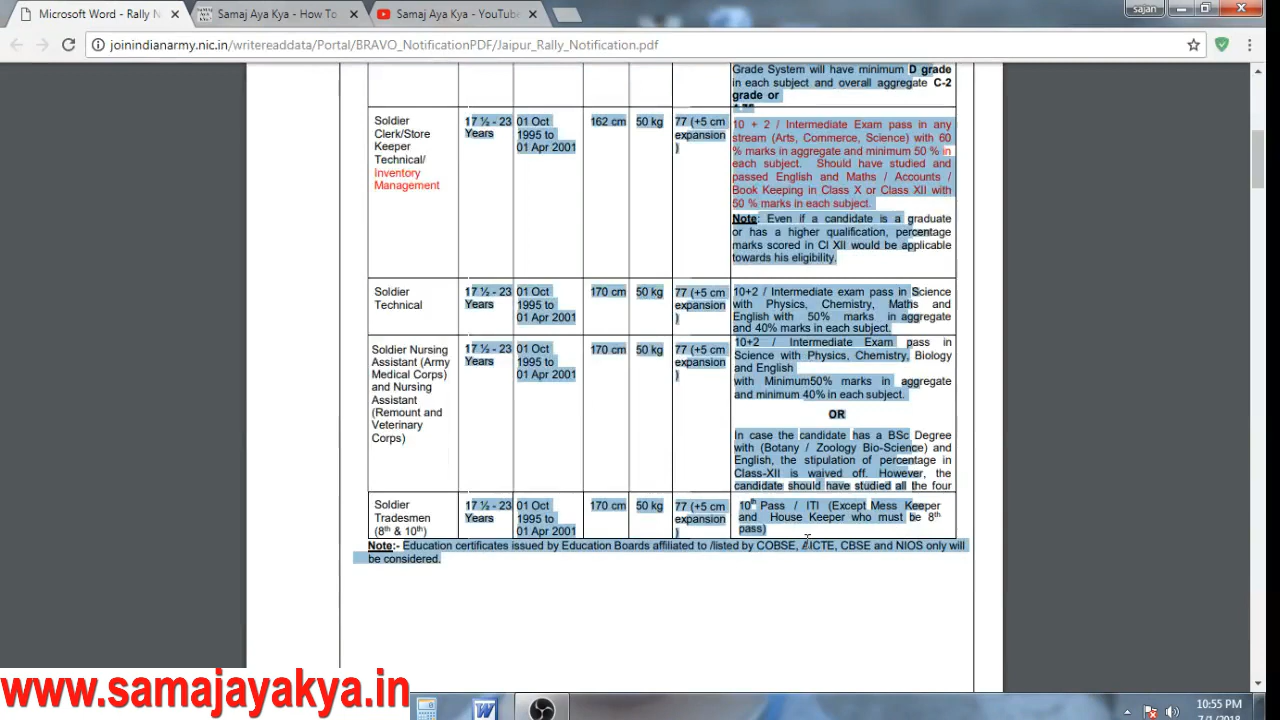 Microsoft Word - Rally N
Samaj Aya Kya - How To
Samaj Aya Kya - YouTube
sajan
joinindianarmy.nic.in/writereaddata/Portal/BRAVO_NotificationPDF/Jaipur_Rally_Notification.pdf
Grade System will have minimum D grade
in each subject and overall aggregate C-2
grade or
Soldier
Clerk/Store
Keeper
Technical/
Inventory
Management
17 ½ - 23
Years
01 Oct
1995 to
01 Apr 2001
162 cm
50 kg
77 (+5 cm
expansion
)
10 + 2 / Intermediate Exam pass in any
stream (Arts, Commerce, Science) with 60
% marks in aggregate and minimum 50 % in
each subject. Should have studied and
passed English and Maths / Accounts /
Book Keeping in Class X or Class XII with
50 % marks in each subject.
Note: Even if a candidate is a graduate
or has a higher qualification, percentage
marks scored in Cl XII would be applicable
towards his eligibility.
Soldier
Technical
17 ½ - 23
Years
01 Oct
1995 to
01 Apr 2001
170 cm
50 kg
77 (+5 cm
expansion
)
10+2 / Intermediate exam pass in Science
with Physics, Chemistry, Maths and
English with 50% marks in aggregate
and 40% marks in each subject.
Soldier Nursing
Assistant (Army
Medical Corps)
and Nursing
Assistant
(Remount and
Veterinary
Corps)
17 ½ - 23
Years
01 Oct
1995 to
01 Apr 2001
170 cm
50 kg
77 (+5 cm
expansion
)
10+2 / Intermediate Exam pass in
Science with Physics, Chemistry, Biology
and English
with Minimum50% marks in aggregate
and minimum 40% in each subject.
OR
In case the candidate has a BSc Degree
with (Botany / Zoology Bio-Science) and
English, the stipulation of percentage in
Class-XII is waived off. However, the
candidate should have studied all the four
Soldier
Tradesmen
(8th & 10th)
17 ½ - 23
Years
01 Oct
1995 to
01 Apr 2001
170 cm
50 kg
77 (+5 cm
expansion
)
10th Pass / ITI (Except Mess Keeper
and House Keeper who must be 8th
pass)
Note:- Education certificates issued by Education Boards affiliated to /listed by COBSE, AICTE, CBSE and NIOS only will
be considered.
www.samajayakya.in
10:55 PM